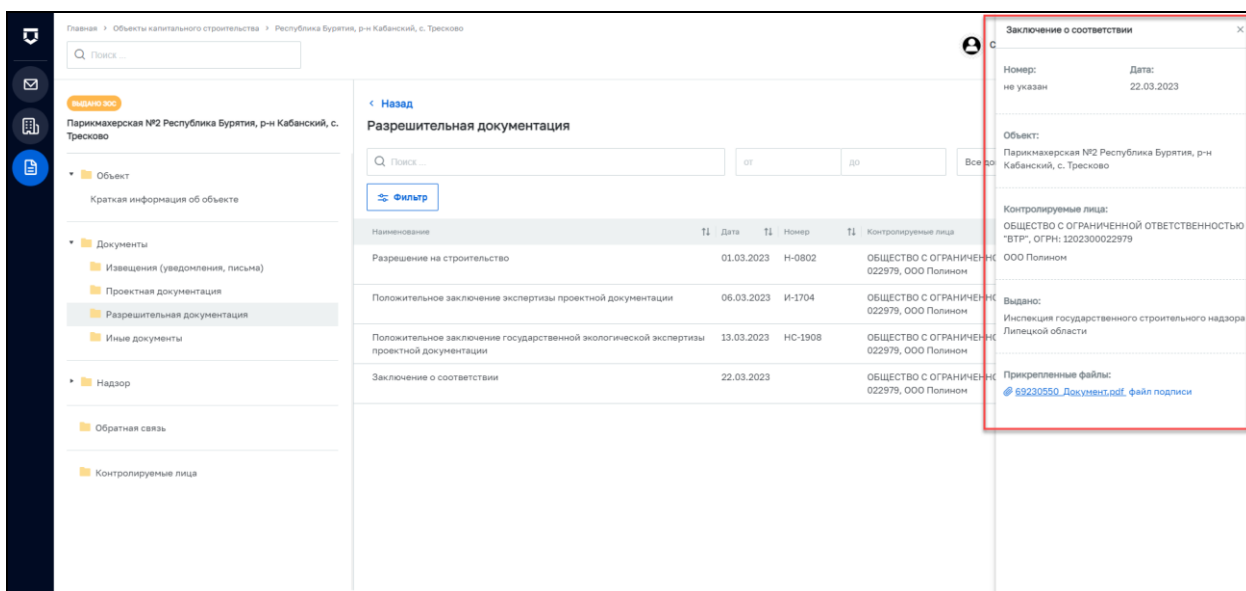 Главная > Объекты капитального строительства > Республика Бурятия, р-н Кабанский, с. Тресково
Поиск ...
С
ВЫДАНО ЗОС
Парикмахерская №2 Республика Бурятия, р-н Кабанский, с.
Тресково
Объект
Краткая информация об объекте
Документы
Извещения (уведомления, письма)
Проектная документация
Разрешительная документация
Иные документы
Надзор
Обратная связь
Контролируемые лица
< Назад
Разрешительная документация
Поиск ...
от
до
Все до
Фильтр
Наименование Дата Номер Контролируемые лица
Разрешение на строительство 01.03.2023 Н-0802 ОБЩЕСТВО С ОГРАНИЧЕННО
022979, ООО Полином
Положительное заключение экспертизы проектной документации 06.03.2023 И-1704 ОБЩЕСТВО С ОГРАНИЧЕННО
022979, ООО Полином
Положительное заключение государственной экологической экспертизы 13.03.2023 НС-1908 ОБЩЕСТВО С ОГРАНИЧЕННО
проектной документации 022979, ООО Полином
Заключение о соответствии 22.03.2023 ОБЩЕСТВО С ОГРАНИЧЕННО
022979, ООО Полином
Заключение о соответствии
Номер: Дата:
не указан 22.03.2023
Объект:
Парикмахерская №2 Республика Бурятия, р-н
Кабанский, с. Тресково
Контролируемые лица:
ОБЩЕСТВО С ОГРАНИЧЕННОЙ ОТВЕТСТВЕННОСТЬЮ
"ВТР", ОГРН: 1202300022979
ООО Полином
Выдано:
Инспекция государственного строительного надзора
Липецкой области
Прикрепленные файлы:
69230550_Документ.pdf файл подписи